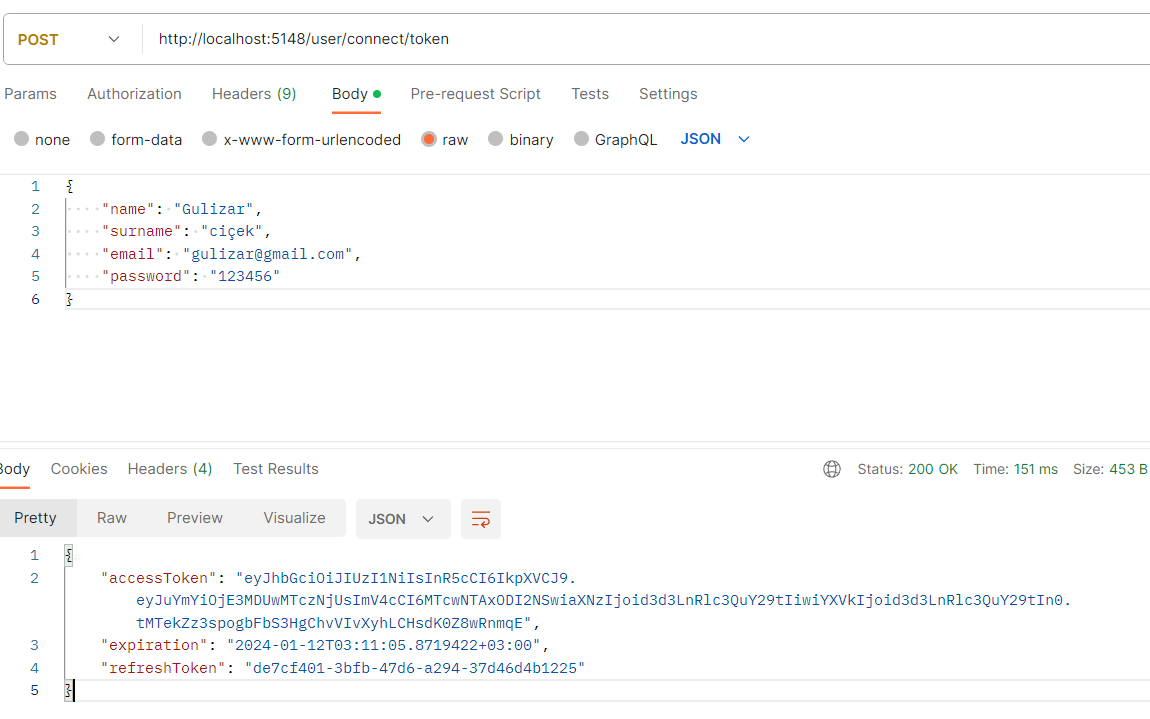 POST http://localhost:5148/user/connect/token
Params Authorization Headers (9) Body Pre-request Script Tests Settings
none form-data x-www-form-urlencoded raw binary GraphQL JSON
1 {
2 "name": "Gulizar",
3 "surname": "ciçek",
4 "email": "gulizar@gmail.com",
5 "password": "123456"
6 }
Body Cookies Headers (4) Test Results Status: 200 OK Time: 151 ms Size: 453 B
Pretty Raw Preview Visualize JSON
1 {
2 "accessToken": "eyJhbGciOiJIUzI1NiIsInR5cCI6IkpXVCJ9.
eyJuYmYiOjE3MDUwMTczNjUsImV4cCI6MTcwNTAxODI2NSwiaXNzIjoid3d3LnRlc3QuY29tIiwiYXVkIjoid3d3LnRlc3QuY29tIn0.
tMTekZz3spogbFbS3HgChvVIvXyhLCHsdK0Z8wRnmqE",
3 "expiration": "2024-01-12T03:11:05.8719422+03:00",
4 "refreshToken": "de7cf401-3bfb-47d6-a294-37d46d4b1225"
5 }